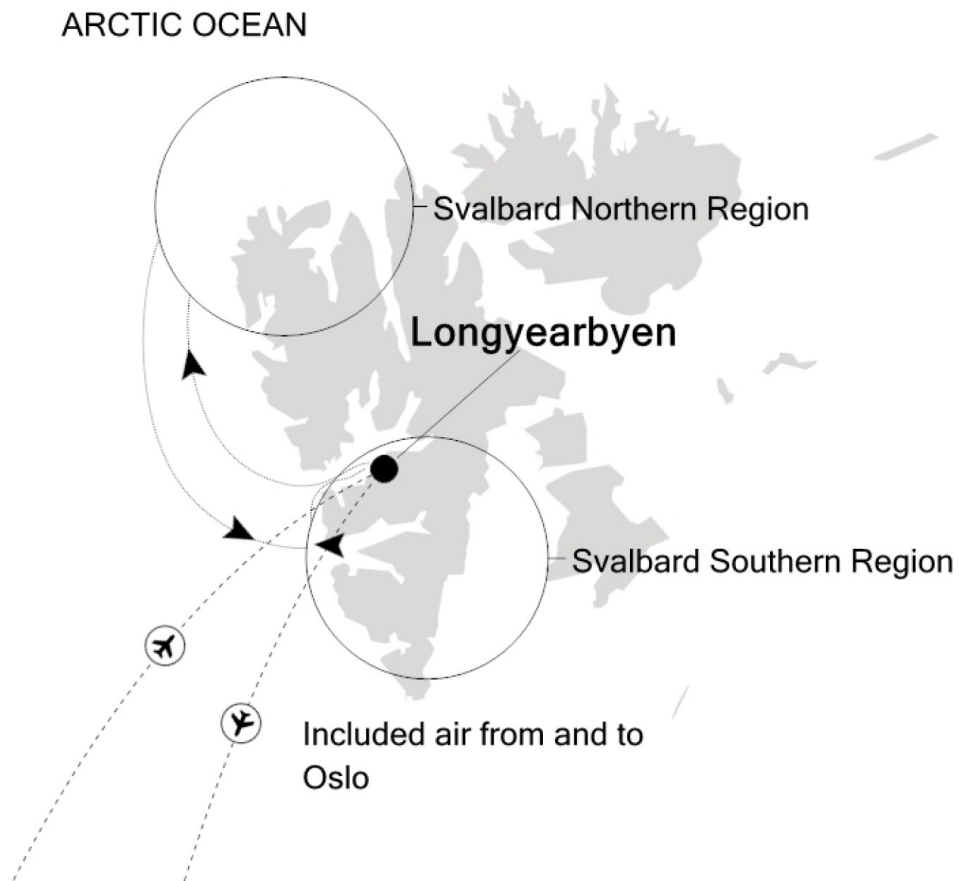 ARCTIC OCEAN
Svalbard Northern Region
Longyearbyen
Svalbard Southern Region
Included air from and to
Oslo